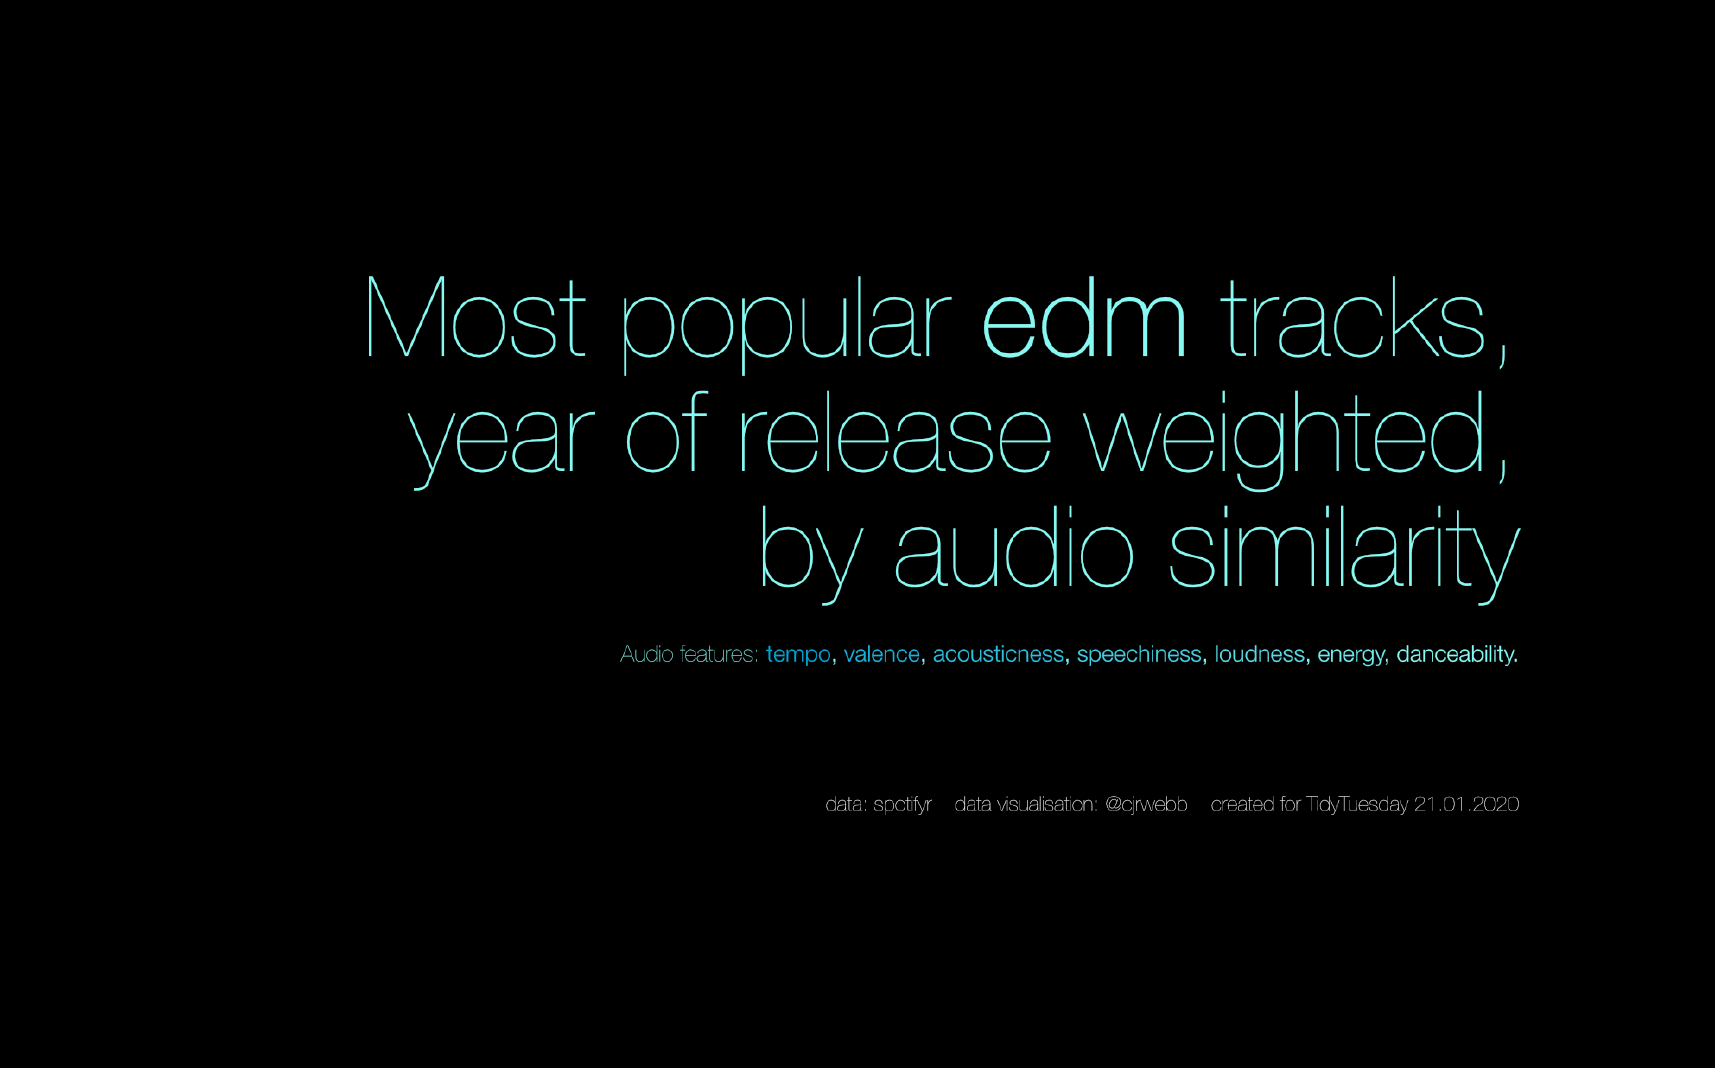 Most popular edm tracks,
year of release weighted,
by audio similarity
Audio features: tempo, valence, acousticness, speechiness, loudness, energy, danceability.
data: spotifyr data visualisation: @cjrwebb created for TidyTuesday 21.01.2020